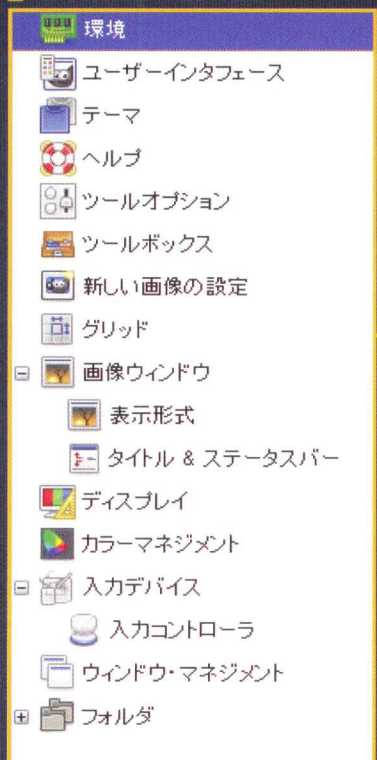 環境
ユーザーインタフェース
テーマ
ヘルプ
ツールオプション
ツールボックス
新しい画像の設定
グリッド
画像ウィンドウ
表示形式
タイトル & ステータスバー
ディスプレイ
カラーマネジメント
入力デバイス
入力コントローラ
ウィンドウ・マネジメント
フォルダ